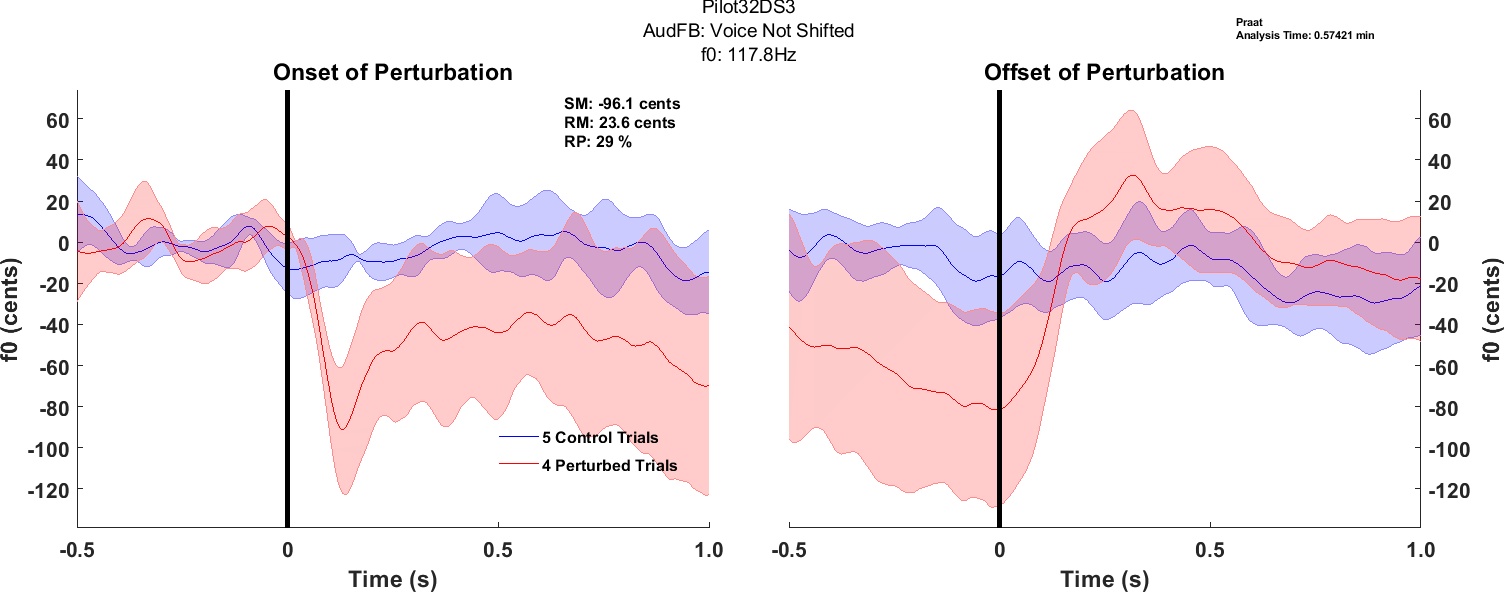 Pilot32DS3
AudFB: Voice Not Shifted
f0: 117.8Hz
Praat
Analysis Time: 0.57421 min
Onset of Perturbation
SM: -96.1 cents
RM: 23.6 cents
RP: 29 %
60
40
20
0
-20
-40
-60
-80
-100
-120
f0 (cents)
5 Control Trials
4 Perturbed Trials
-0.5
0
0.5
1.0
Time (s)
Offset of Perturbation
60
40
20
0
-20
-40
-60
-80
-100
-120
f0 (cents)
-0.5
0
0.5
1.0
Time (s)